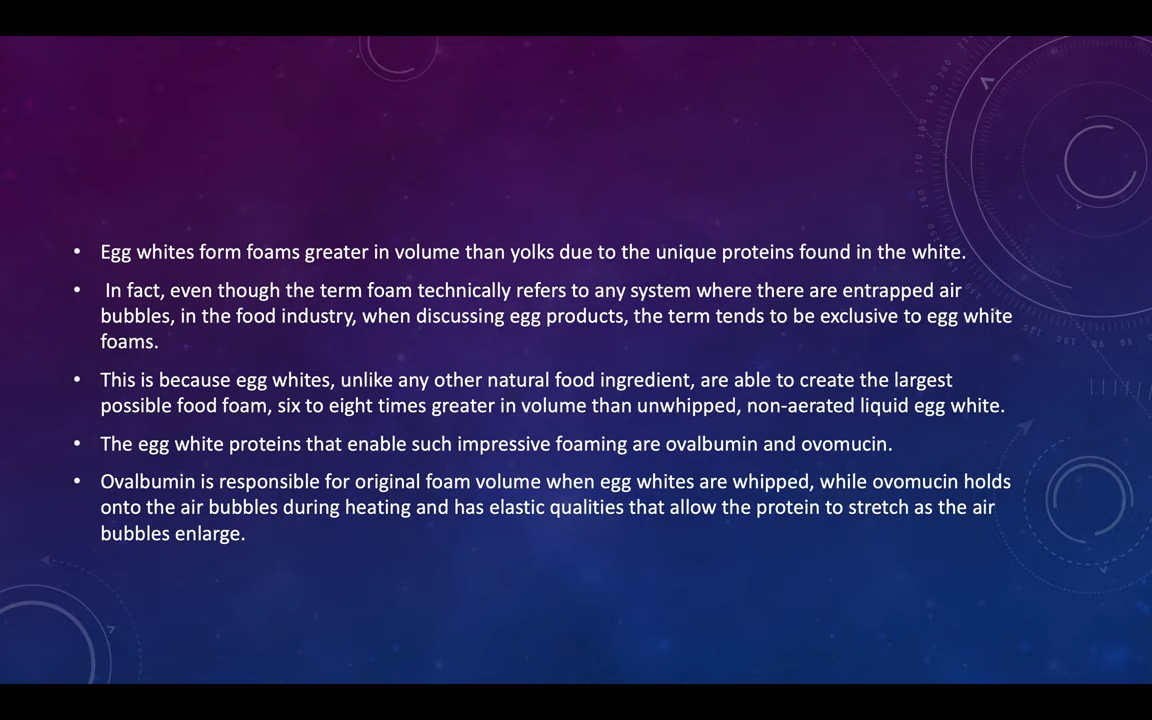 • Egg whites form foams greater in volume than yolks due to the unique proteins found in the white.
• In fact, even though the term foam technically refers to any system where there are entrapped air
bubbles, in the food industry, when discussing egg products, the term tends to be exclusive to egg white
foams.
• This is because egg whites, unlike any other natural food ingredient, are able to create the largest
possible food foam, six to eight times greater in volume than unwhipped, non-aerated liquid egg white.
• The egg white proteins that enable such impressive foaming are ovalbumin and ovomucin.
• Ovalbumin is responsible for original foam volume when egg whites are whipped, while ovomucin holds
onto the air bubbles during heating and has elastic qualities that allow the protein to stretch as the air
bubbles enlarge.